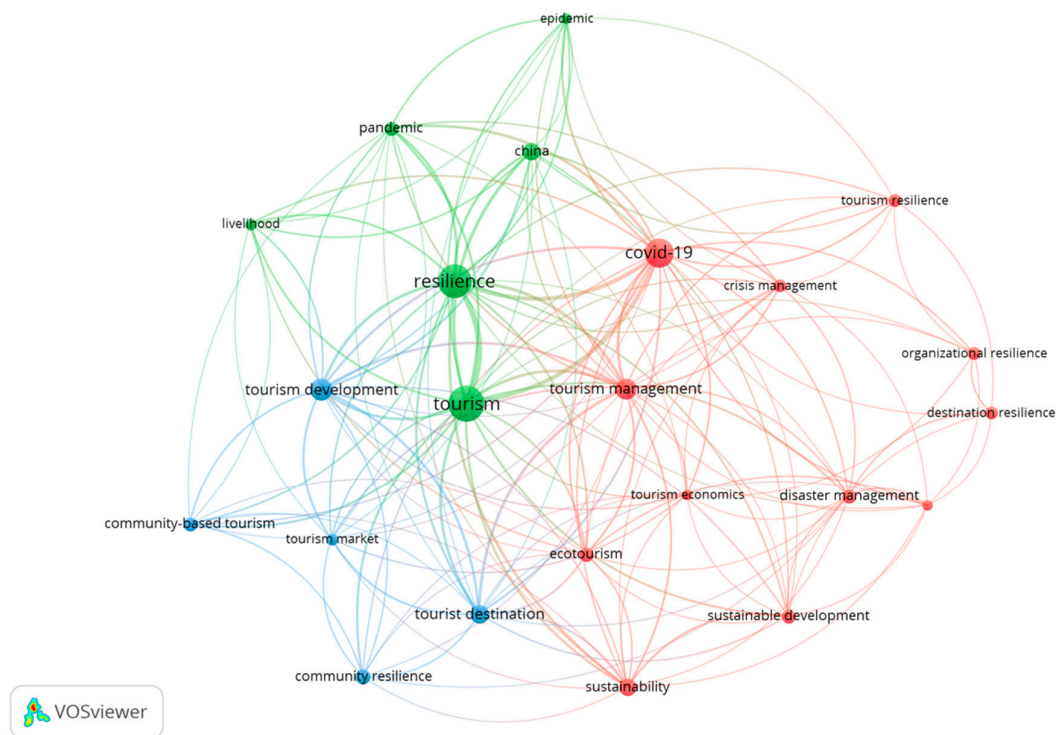 epidemic
pandemic
china
tourism resilience
livelihood
covid-19
resilience
crisis management
organizational resilience
tourism development
tourism management
tourism
destination resilience
tourism economics
disaster management
community-based tourism
tourism market
ecotourism
tourist destination
sustainable development
community resilience
sustainability
VOSviewer